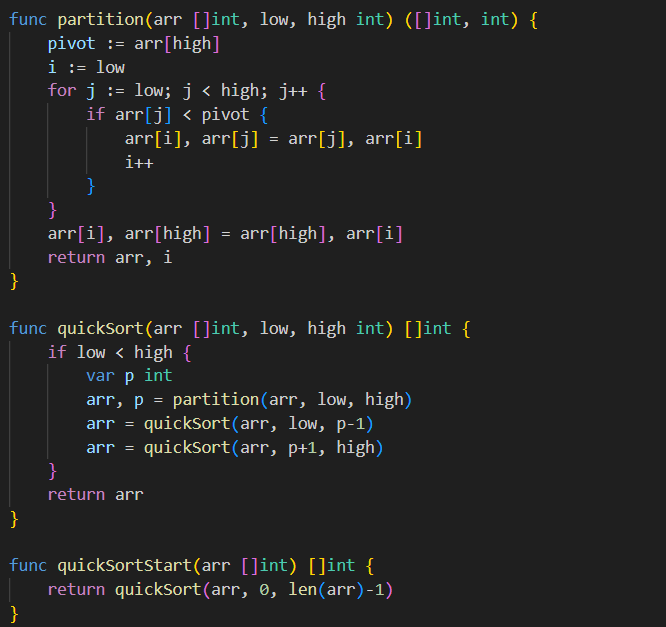 func partition(arr []int, low, high int) ([]int, int) {
    pivot := arr[high]
    i := low
    for j := low; j < high; j++ {
        if arr[j] < pivot {
            arr[i], arr[j] = arr[j], arr[i]
            i++
        }
    }
    arr[i], arr[high] = arr[high], arr[i]
    return arr, i
}

func quickSort(arr []int, low, high int) []int {
    if low < high {
        var p int
        arr, p = partition(arr, low, high)
        arr = quickSort(arr, low, p-1)
        arr = quickSort(arr, p+1, high)
    }
    return arr
}

func quickSortStart(arr []int) []int {
    return quickSort(arr, 0, len(arr)-1)
}